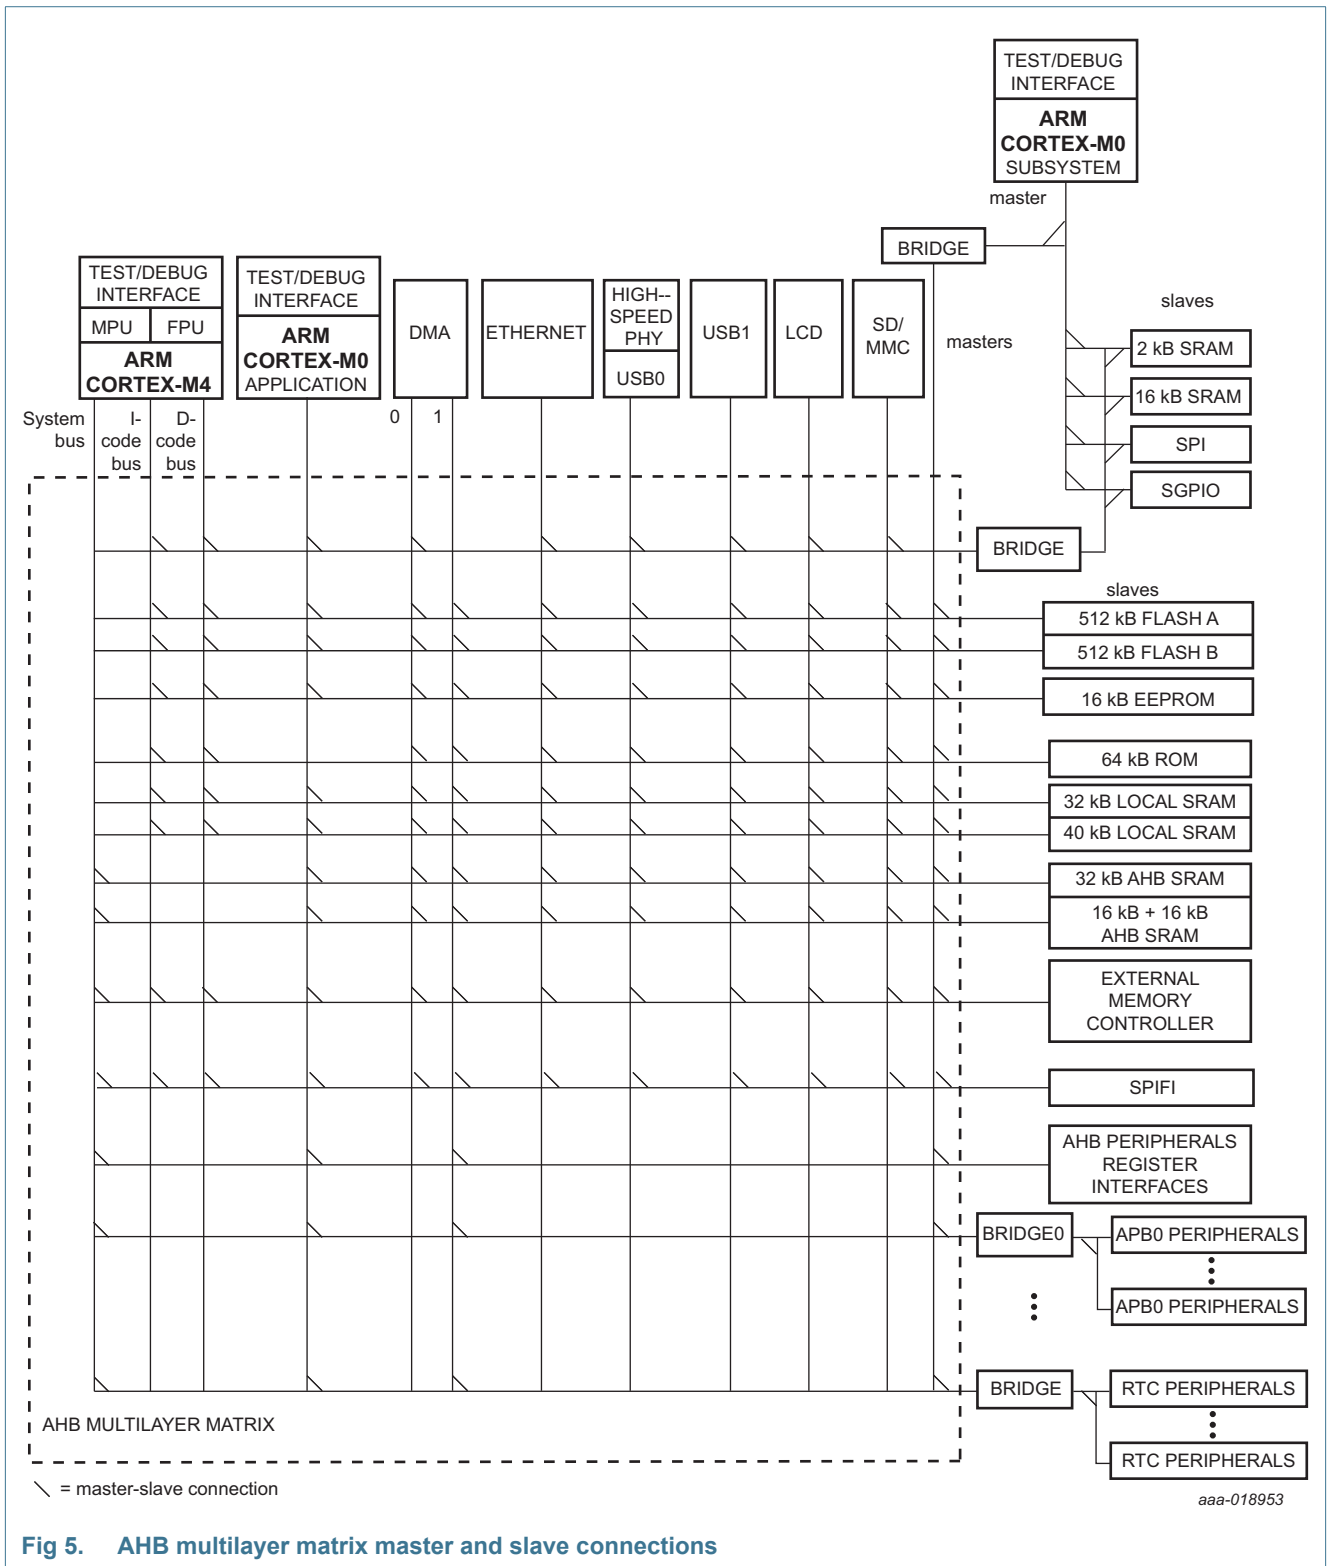 TEST/DEBUG
INTERFACE
ARM
CORTEX-M0
SUBSYSTEM
master
BRIDGE
slaves
2 kB SRAM
16 kB SRAM
SPI
SGPIO
TEST/DEBUG
INTERFACE
MPU
FPU
ARM
CORTEX-M4
TEST/DEBUG
INTERFACE
ARM
CORTEX-M0
APPLICATION
DMA
ETHERNET
HIGH--
SPEED
PHY
USB0
USB1
LCD
SD/
MMC
masters
System
bus
I-
code
bus
D-
code
bus
0
1
BRIDGE
slaves
512 kB FLASH A
512 kB FLASH B
16 kB EEPROM
64 kB ROM
32 kB LOCAL SRAM
40 kB LOCAL SRAM
32 kB AHB SRAM
16 kB + 16 kB
AHB SRAM
EXTERNAL
MEMORY
CONTROLLER
SPIFI
AHB PERIPHERALS
REGISTER
INTERFACES
BRIDGE0
APB0 PERIPHERALS
APB0 PERIPHERALS
BRIDGE
RTC PERIPHERALS
RTC PERIPHERALS
AHB MULTILAYER MATRIX
= master-slave connection
aaa-018953
Fig 5. AHB multilayer matrix master and slave connections